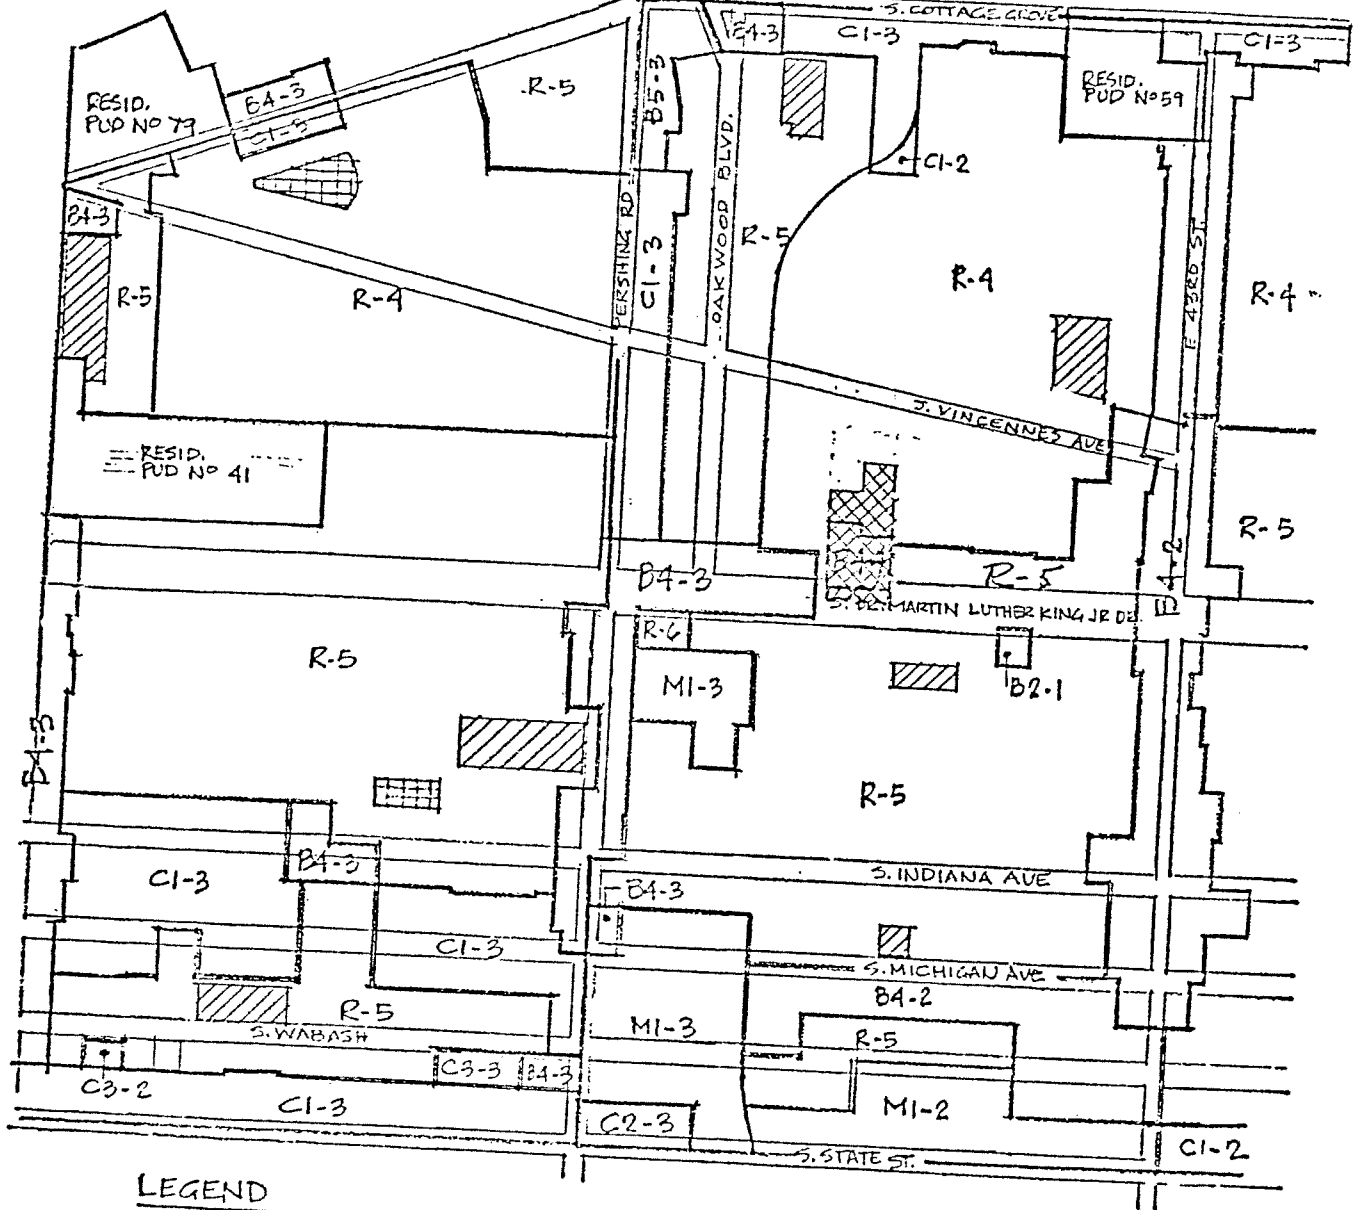 S. COTTAGE GROVE
B4-3
C1-3
C1-3
RESID.
PUD Nº 79
B4-3
C1-3
R-5
B5-3
RESID.
PUD Nº 59
C1-2
B4-3
R-5
R-4
PERSHING RD
C1-3
OAKWOOD BLVD.
R-5
R-4
E 43RD ST.
R-4
S. VINCENNES AVE
RESID.
PUD Nº 41
R-5
B4-3
R-5
B4-2
S. DR. MARTIN LUTHER KING JR DR.
R-6
R-5
M1-3
B2-1
B4-3
R-5
B4-3
C1-3
S. INDIANA AVE
B4-3
C1-3
S. MICHIGAN AVE
B4-2
R-5
S. WABASH
M1-3
R-5
C3-2
C3-3
B4-3
C1-3
C2-3
M1-2
C1-2
S. STATE ST.
LEGEND